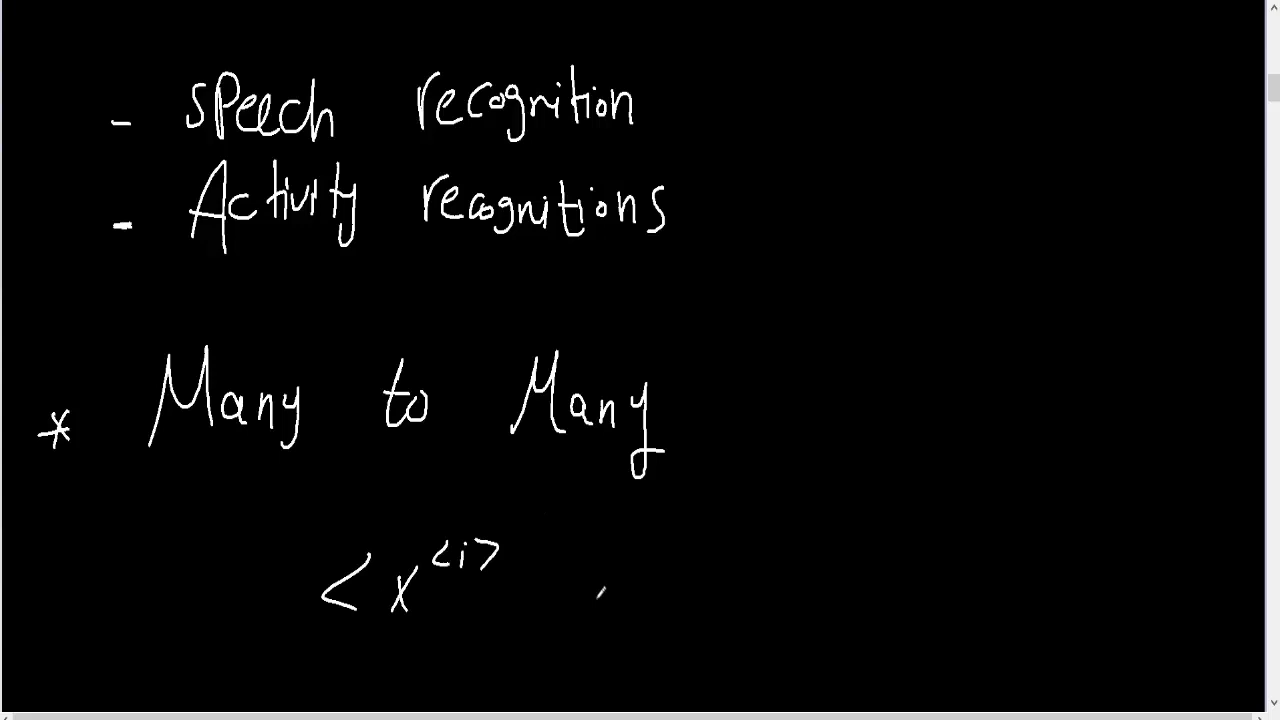 - Speech recognition
- Activity recognitions
* Many to Many
< x^<i>